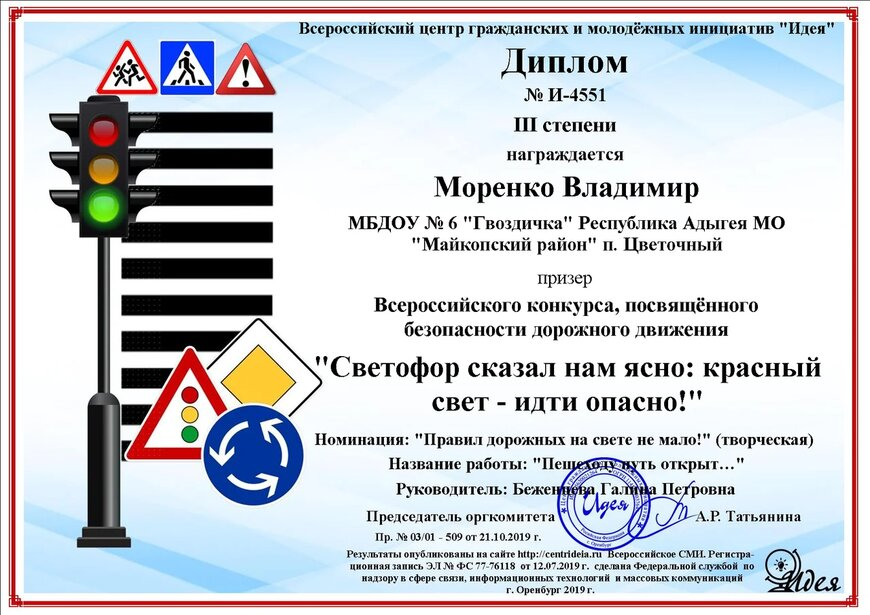 Всероссийский центр гражданских и молодёжных инициатив "Идея"
Диплом
№ И-4551
III степени
награждается
Моренко Владимир
МБДОУ № 6 "Гвоздичка" Республика Адыгея МО
"Майкопский район" п. Цветочный
призер
Всероссийского конкурса, посвящённого
безопасности дорожного движения
"Светофор сказал нам ясно: красный
свет - идти опасно!"
Номинация: "Правил дорожных на свете не мало!" (творческая)
Название работы: "Пешеходу путь открыт…"
Руководитель: Беженцева Галина Петровна
Идея
Председатель оргкомитета А.Р. Татьянина
Пр. № 03/01 - 509 от 21.10.2019 г.
Результаты опубликованы на сайте http://centrideia.ru Всероссийское СМИ. Регистра-
ционная запись ЭЛ № ФС 77-76118 от 12.07.2019 г. сделана Федеральной службой по
надзору в сфере связи, информационных технологий и массовых коммуникаций
г. Оренбург 2019 г.
Идея